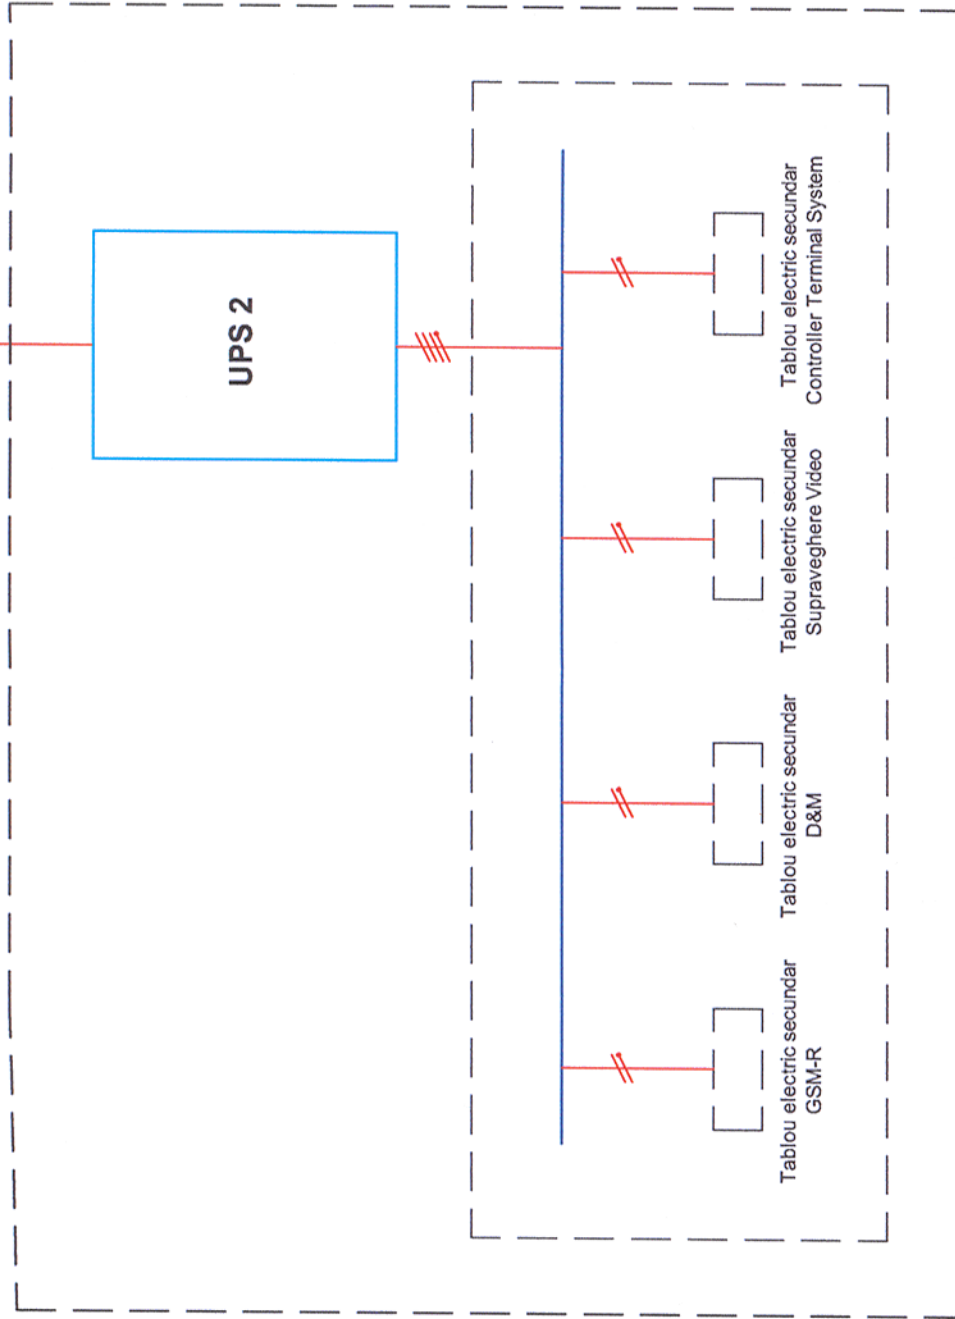 UPS 2
Tablou electric secundar
GSM-R
Tablou electric secundar
D&M
Tablou electric secundar
Supraveghere Video
Tablou electric secundar
Controller Terminal System